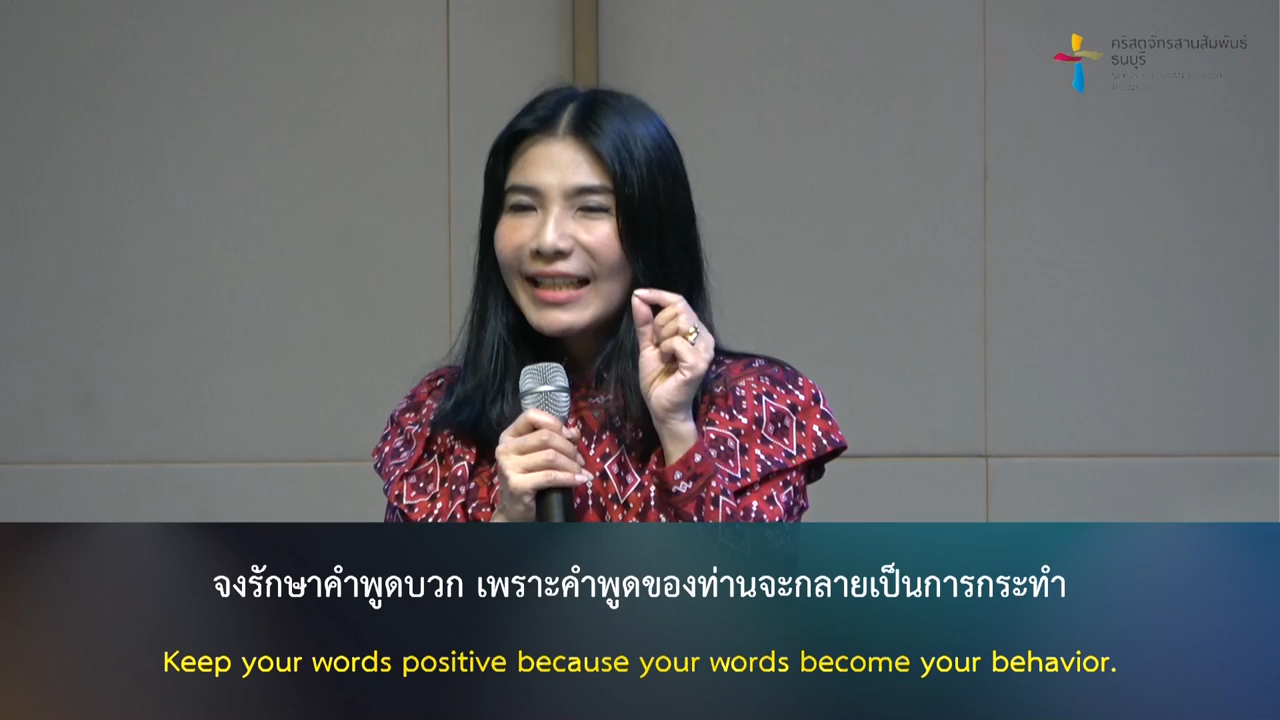 คริสตจักรสานสัมพันธ์
ธนบุรี
จงรักษาคำพูดบวก เพราะคำพูดของท่านจะกลายเป็นการกระทำ
Keep your words positive because your words become your behavior.